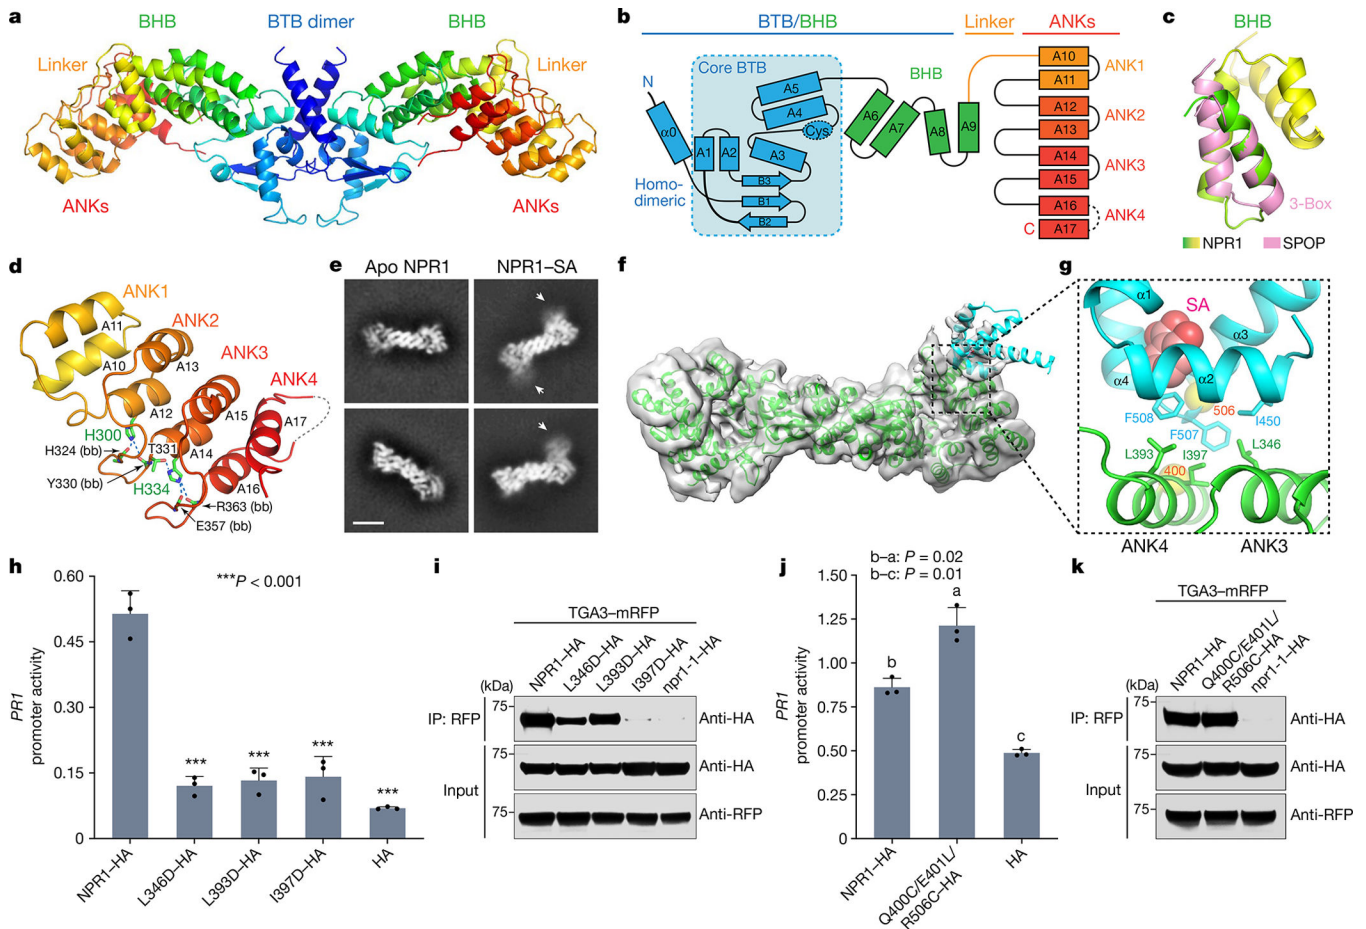 a
BHB
BTB dimer
BHB
Linker
Linker
ANKs
ANKs
b
BTB/BHB
Linker
ANKs
N
Core BTB
α0
A1
A2
A5
A4
Cys
A3
B3
B1
B2
Homo-
dimeric
BHB
A6
A7
A8
A9
A10
A11
A12
A13
A14
A15
A16
A17
ANK1
ANK2
ANK3
ANK4
C
c
BHB
3-Box
NPR1
SPOP
d
ANK1
A11
ANK2
A10
A13
ANK3
A12
A15
ANK4
A17
H300
H324 (bb)
T331
A14
Y330 (bb)
H334
A16
R363 (bb)
E357 (bb)
e
Apo NPR1
NPR1–SA
f
g
α1
SA
α3
α4
α2
506
I450
F508
F507
L346
L393
I397
400
ANK4
ANK3
h
***P < 0.001
0.60
0.45
0.30
0.15
0
PR1
promoter activity
***
***
***
***
NPR1–HA
L346D–HA
L393D–HA
I397D–HA
HA
i
TGA3–mRFP
NPR1–HA
L346D–HA
L393D–HA
I397D–HA
npr1-1–HA
(kDa)
75
IP: RFP
Anti-HA
75
Anti-HA
Input
75
Anti-RFP
j
b–a: P = 0.02
b–c: P = 0.01
1.50
1.25
1.00
0.75
0.50
0.25
0
PR1
promoter activity
b
a
c
NPR1–HA
Q400C/E401L/
R506C–HA
HA
k
TGA3–mRFP
NPR1–HA
Q400C/E401L/
R506C–HA
npr1-1–HA
(kDa)
75
IP: RFP
Anti-HA
75
Anti-HA
Input
75
Anti-RFP